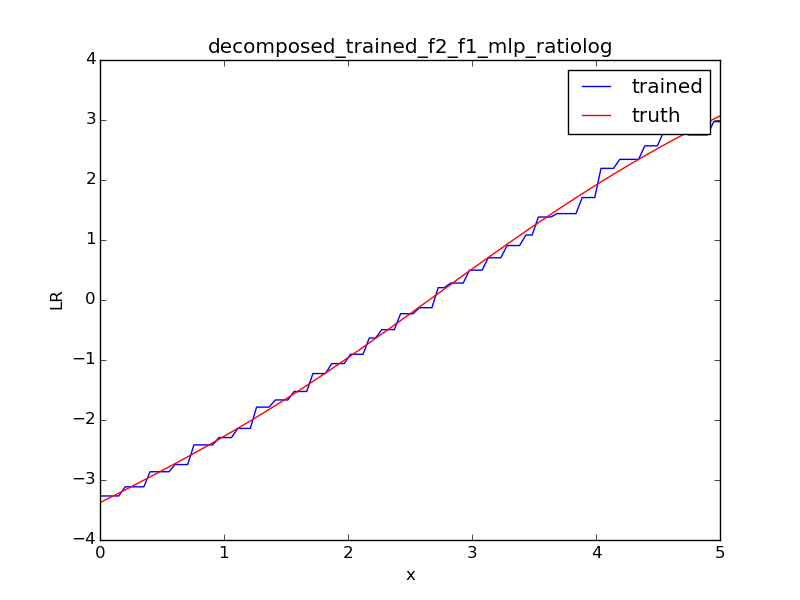 decomposed_trained_f2_f1_mlp_ratiolog
trained
truth
4
3
2
1
0
−1
−2
−3
−4
LR
0 1 2 3 4 5
x